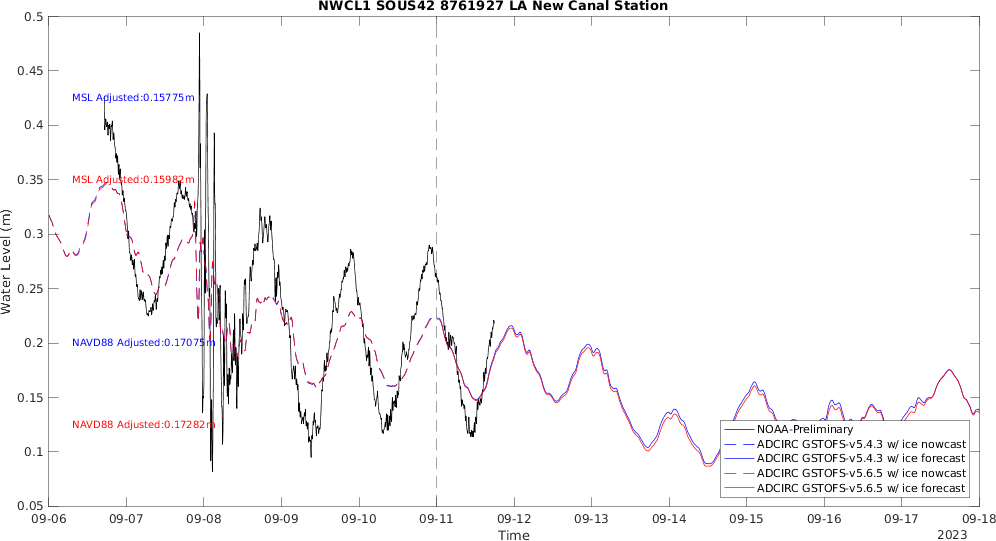 NWCL1 SOUS42 8761927 LA New Canal Station
Water Level (m)
0.5
0.45
0.4
0.35
0.3
0.25
0.2
0.15
0.1
0.05
MSL Adjusted:0.15775m
MSL Adjusted:0.15982m
NAVD88 Adjusted:0.17075m
NAVD88 Adjusted:0.17282m
NOAA-Preliminary
ADCIRC GSTOFS-v5.4.3 w/ ice nowcast
ADCIRC GSTOFS-v5.4.3 w/ ice forecast
ADCIRC GSTOFS-v5.6.5 w/ ice nowcast
ADCIRC GSTOFS-v5.6.5 w/ ice forecast
09-06 09-07 09-08 09-09 09-10 09-11 09-12 09-13 09-14 09-15 09-16 09-17 09-18
Time
2023